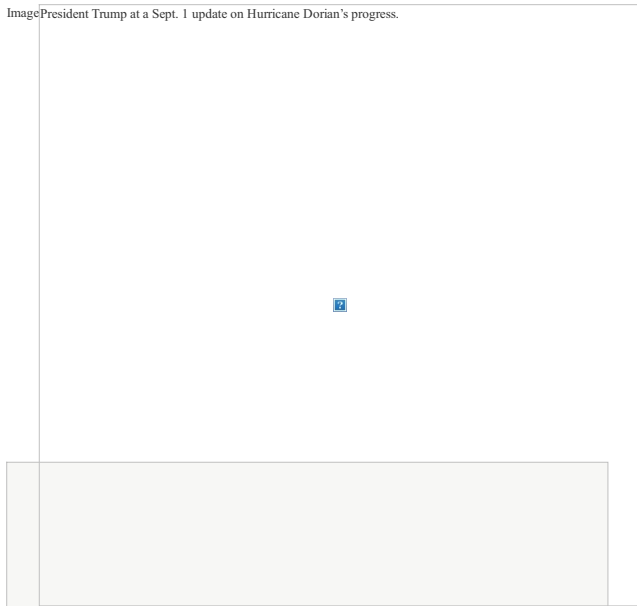 Image President Trump at a Sept. 1 update on Hurricane Dorian’s progress.
?